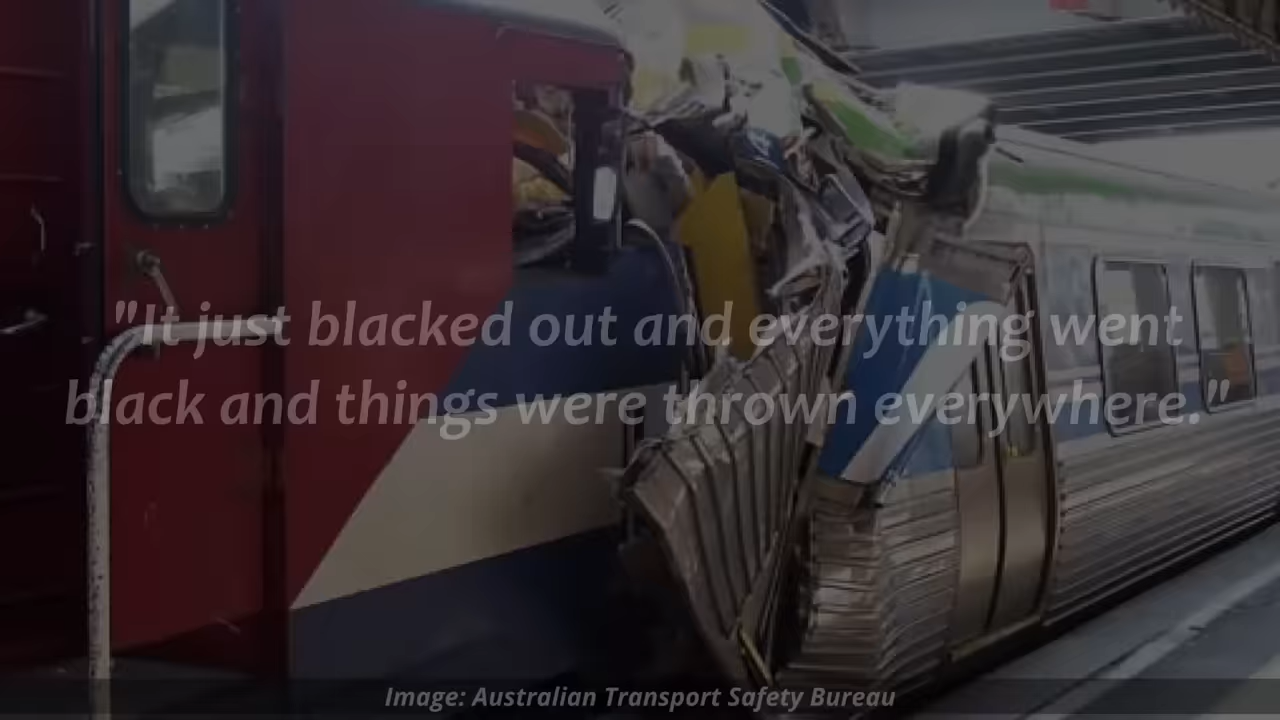 "It just blacked out and everything went
black and things were thrown everywhere."
Image: Australian Transport Safety Bureau